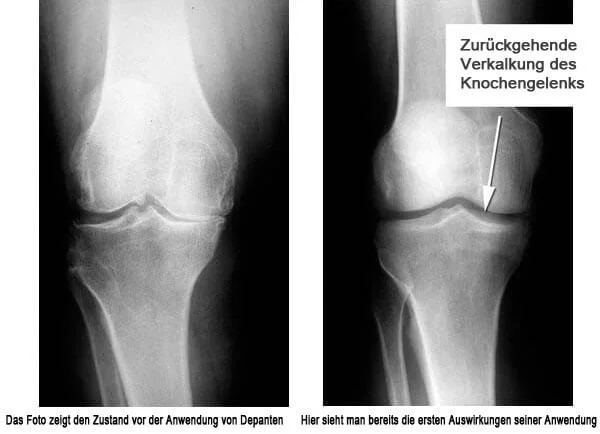 Zurückgehende
Verkalkung des
Knochengelenks
Das Foto zeigt den Zustand vor der Anwendung von Depanten
Hier sieht man bereits die ersten Auswirkungen seiner Anwendung